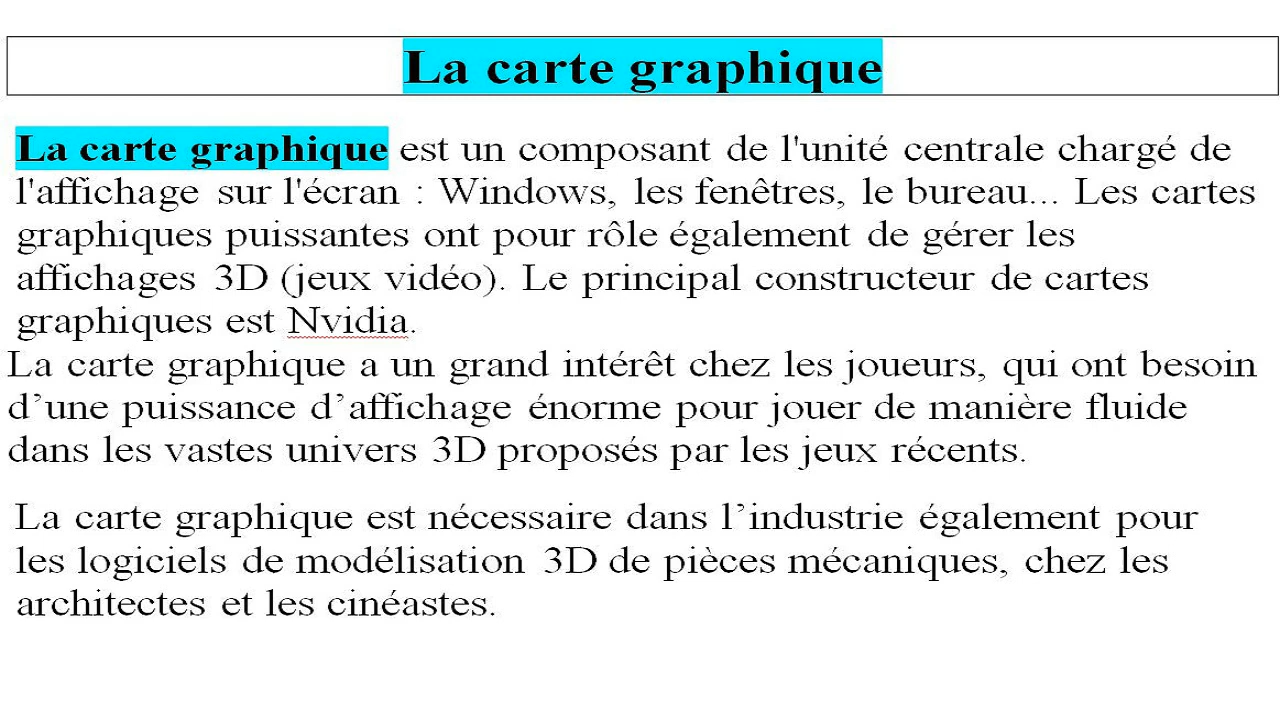 La carte graphique
La carte graphique est un composant de l'unité centrale chargé de
l'affichage sur l'écran : Windows, les fenêtres, le bureau... Les cartes
graphiques puissantes ont pour rôle également de gérer les
affichages 3D (jeux vidéo). Le principal constructeur de cartes
graphiques est Nvidia.
La carte graphique a un grand intérêt chez les joueurs, qui ont besoin
d’une puissance d’affichage énorme pour jouer de manière fluide
dans les vastes univers 3D proposés par les jeux récents.
La carte graphique est nécessaire dans l’industrie également pour
les logiciels de modélisation 3D de pièces mécaniques, chez les
architectes et les cinéastes.